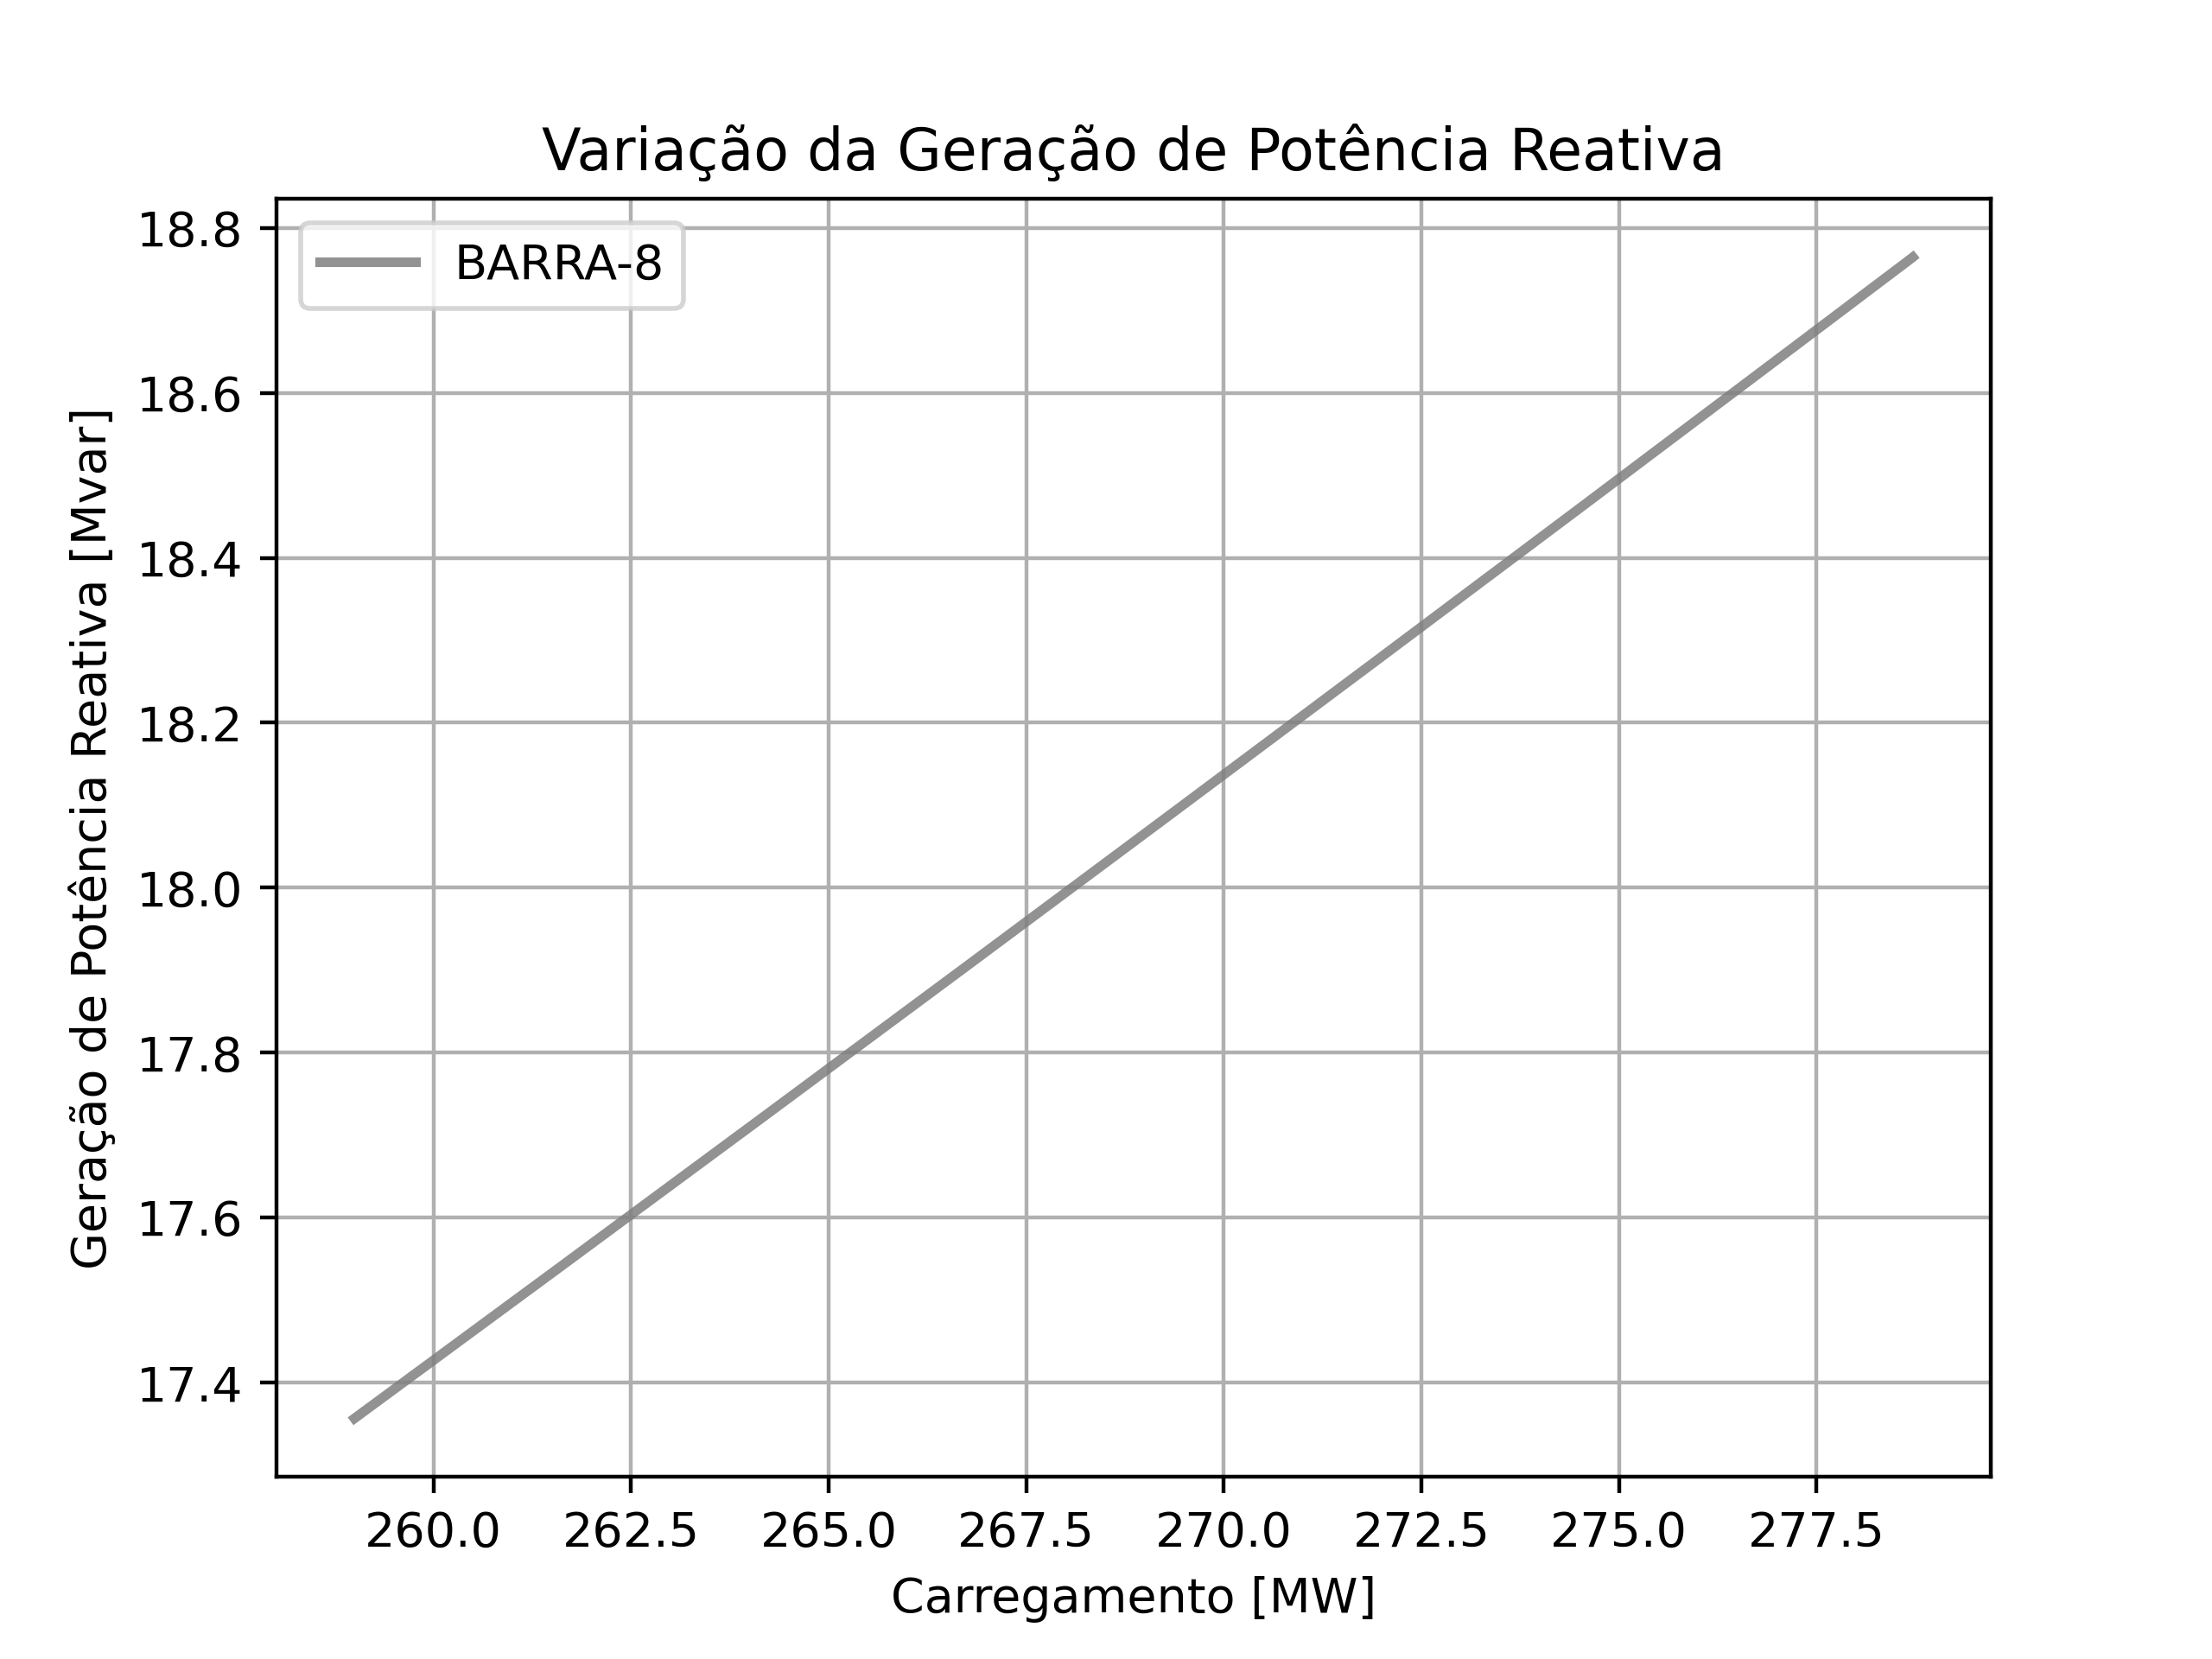 Variação da Geração de Potência Reativa
BARRA-8
Geração de Potência Reativa [Mvar]
18.8
18.6
18.4
18.2
18.0
17.8
17.6
17.4
260.0 262.5 265.0 267.5 270.0 272.5 275.0 277.5
Carregamento [MW]